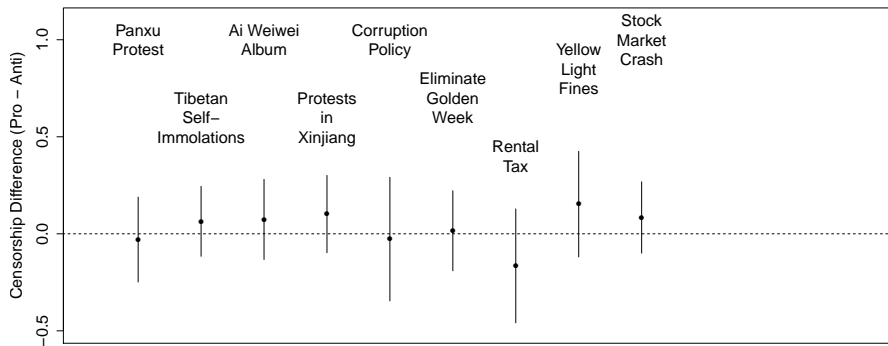 Censorship Difference (Pro − Anti)
1.0
0.5
0.0
−0.5
Panxu
Protest
Tibetan
Self−
Immolations
Ai Weiwei
Album
Protests
in
Xinjiang
Corruption
Policy
Eliminate
Golden
Week
Rental
Tax
Yellow
Light
Fines
Stock
Market
Crash